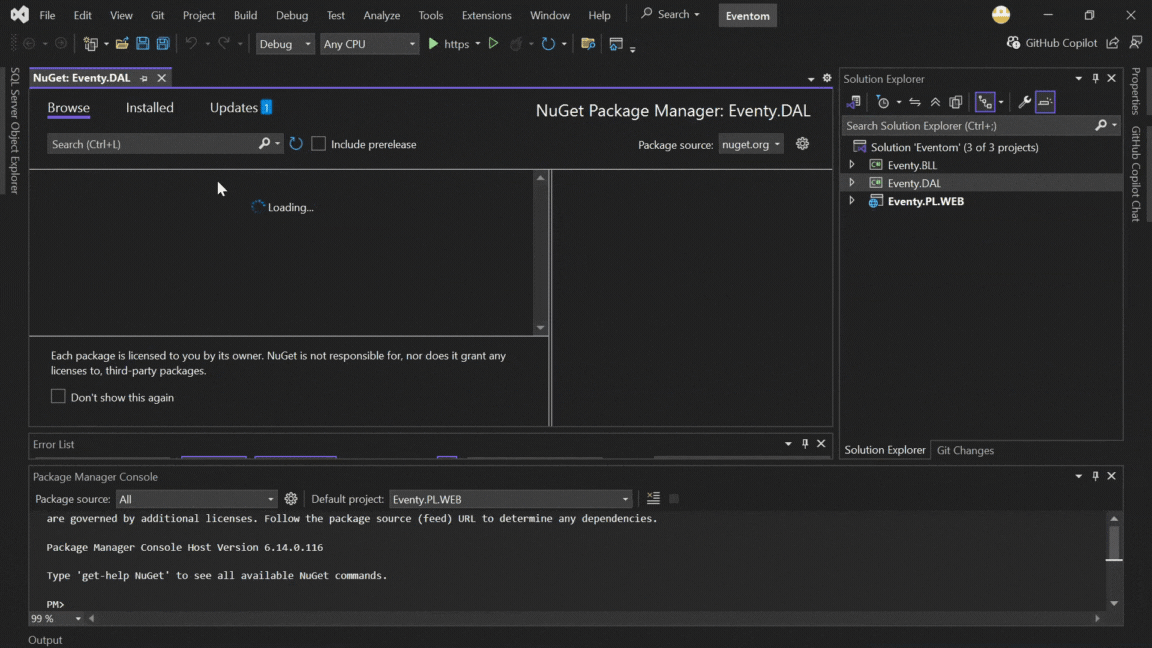 File Edit View Git Project Build Debug Test Analyze Tools Extensions Window Help Search Eventom
Debug Any CPU https GitHub Copilot
SQL Server Object Explorer
NuGet: Eventy.DAL
Browse Installed Updates 1 NuGet Package Manager: Eventy.DAL
Search (Ctrl+L) Include prerelease Package source: nuget.org
Loading...
Each package is licensed to you by its owner. NuGet is not responsible for, nor does it grant any
licenses to, third-party packages.
Don't show this again
Solution Explorer
Search Solution Explorer (Ctrl+;)
Solution 'Eventom' (3 of 3 projects)
C# Eventy.BLL
C# Eventy.DAL
Eventy.PL.WEB
Solution Explorer Git Changes
Properties
GitHub Copilot Chat
Error List
Package Manager Console
Package source: All Default project: Eventy.PL.WEB
are governed by additional licenses. Follow the package source (feed) URL to determine any dependencies.
Package Manager Console Host Version 6.14.0.116
Type 'get-help NuGet' to see all available NuGet commands.
PM>
99 %
Output